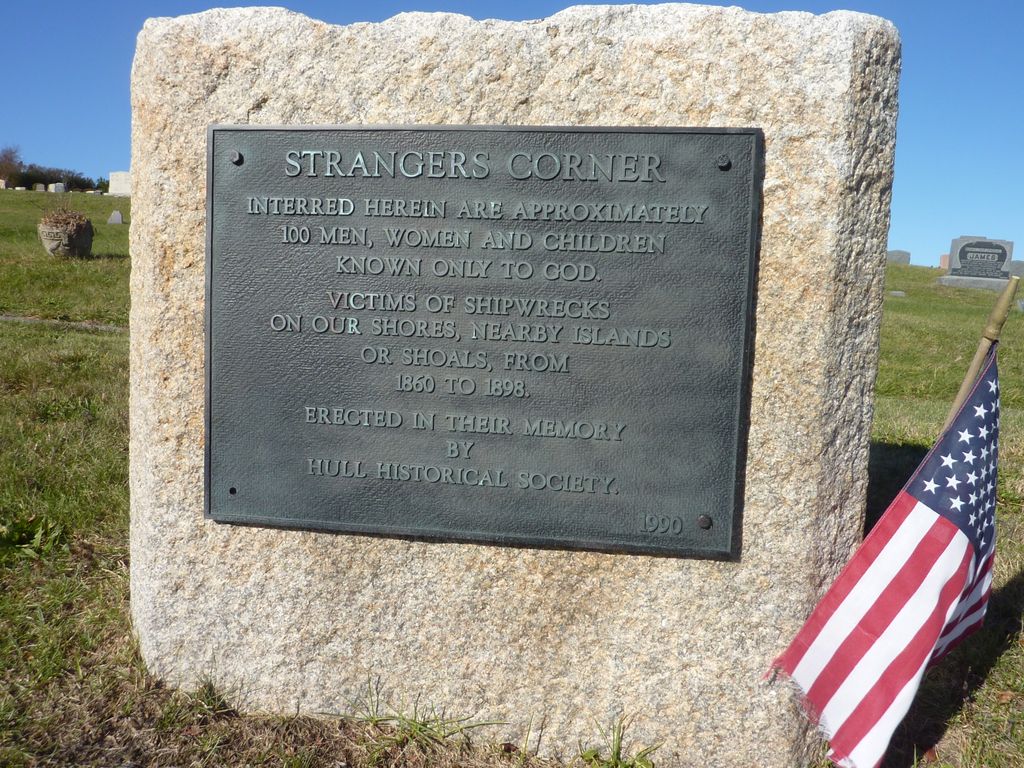 STRANGERS CORNER
INTERRED HEREIN ARE APPROXIMATELY
100 MEN, WOMEN AND CHILDREN
KNOWN ONLY TO GOD.
VICTIMS OF SHIPWRECKS
ON OUR SHORES, NEARBY ISLANDS
OR SHOALS, FROM
1860 TO 1898.
ERECTED IN THEIR MEMORY
BY
HULL HISTORICAL SOCIETY.
1990
JAMES